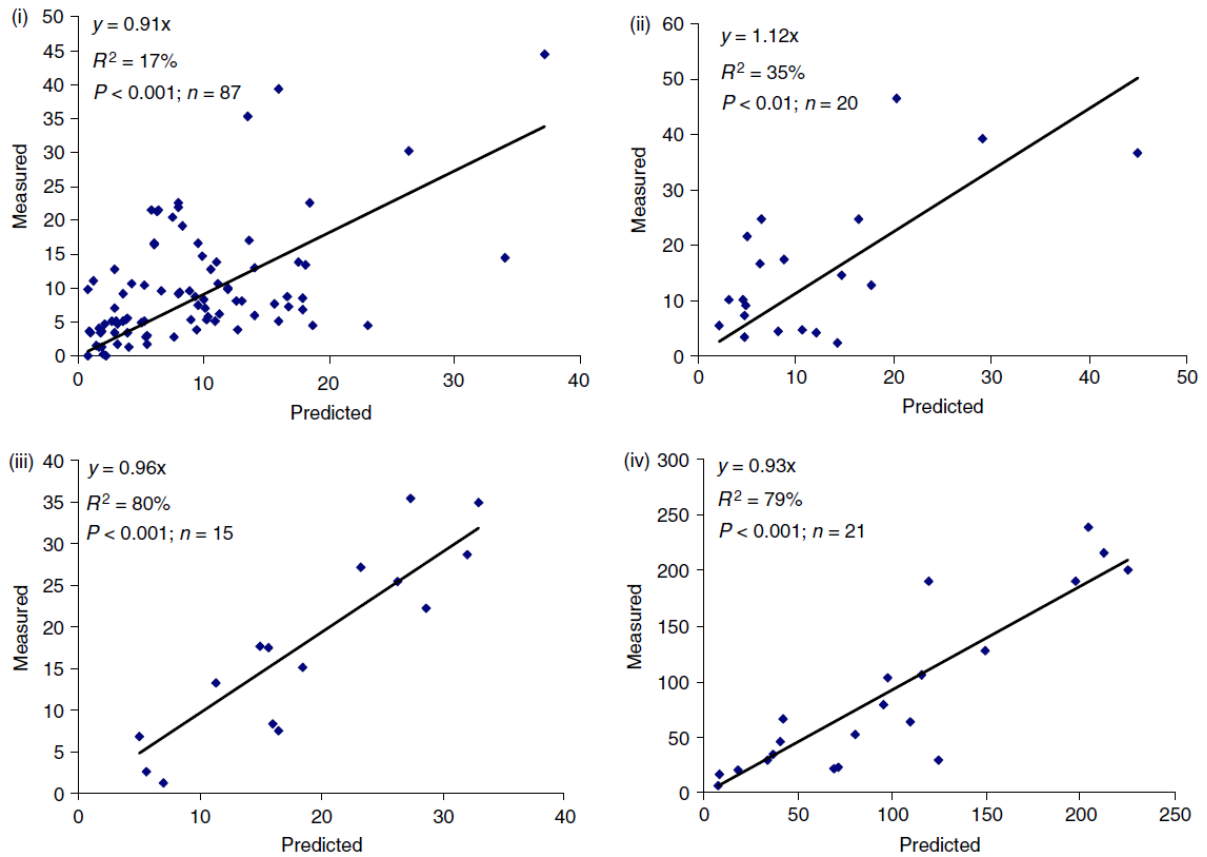 (i)
y = 0.91x
R² = 17%
P < 0.001; n = 87
Measured
50
45
40
35
30
25
20
15
10
5
0
0 10 20 30 40
Predicted
(ii)
y = 1.12x
R² = 35%
P < 0.01; n = 20
Measured
60
50
40
30
20
10
0
0 10 20 30 40 50
Predicted
(iii)
y = 0.96x
R² = 80%
P < 0.001; n = 15
Measured
40
35
30
25
20
15
10
5
0
0 10 20 30 40
Predicted
(iv)
y = 0.93x
R² = 79%
P < 0.001; n = 21
Measured
300
250
200
150
100
50
0
0 50 100 150 200 250
Predicted